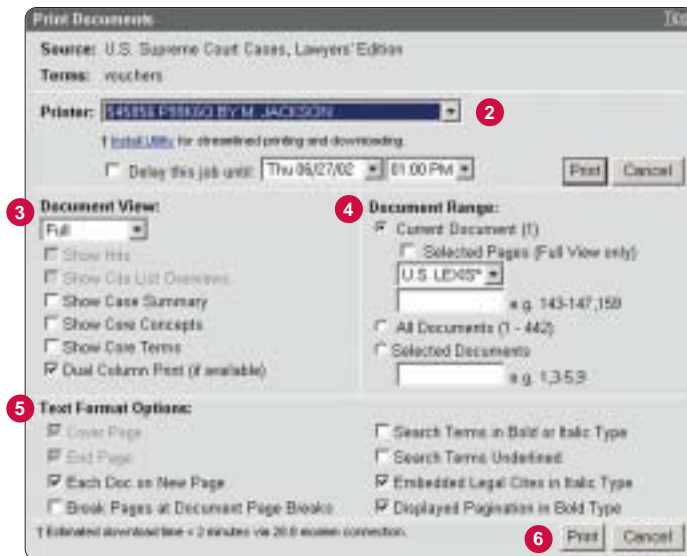 Print Documents Tips
Source: U.S. Supreme Court Cases, Lawyers' Edition
Terms: vouchers
Printer: BY M. JACKSON 2
† Install Utility for streamlined printing and downloading.
Delay this job until: Thu 06/27/02 01:00 PM Print Cancel
3 Document View: 4 Document Range:
Full Current Document (1)
Show Hits Selected Pages (Full View only)
Show Cite List Overviews U.S. LEXIS*
Show Case Summary e.g. 143-147,159
Show Core Concepts All Documents (1 - 442)
Show Core Terms Selected Documents
Dual Column Print (if available) e.g. 1,3-5,9
5 Text Format Options:
Cover Page Search Terms in Bold or Italic Type
End Page Search Terms Underlined
Each Doc on New Page Embedded Legal Cites in Italic Type
Break Pages at Document Page Breaks Displayed Pagination in Bold Type
† Estimated download time < 2 minutes via 28.8 modem connection. 6 Print Cancel